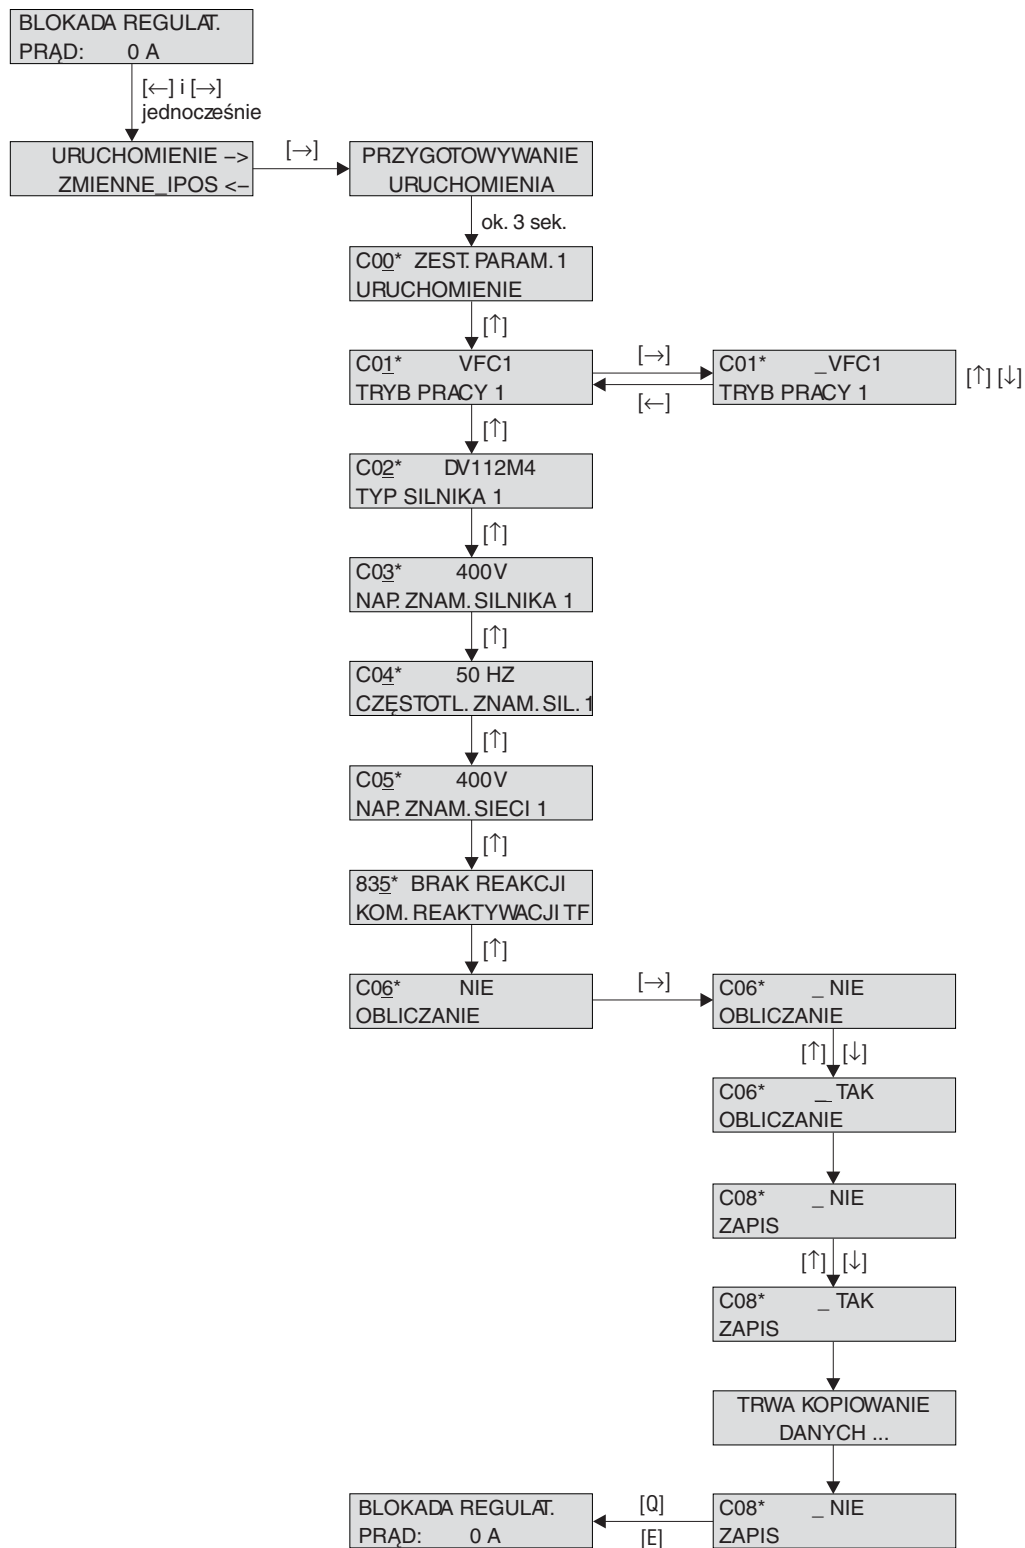 BLOKADA REGULAT.
PRĄD: 0 A
[←] i [→]
jednocześnie
URUCHOMIENIE –>
ZMIENNE_IPOS <–
[→]
PRZYGOTOWYWANIE
URUCHOMIENIA
ok. 3 sek.
C00* ZEST. PARAM. 1
URUCHOMIENIE
[↑]
C01* VFC1
TRYB PRACY 1
[→]
[←]
C01* _VFC1
TRYB PRACY 1
[↑] [↓]
[↑]
C02* DV112M4
TYP SILNIKA 1
[↑]
C03* 400V
NAP. ZNAM. SILNIKA 1
[↑]
C04* 50 HZ
CZĘSTOTL. ZNAM. SIL. 1
[↑]
C05* 400V
NAP. ZNAM. SIECI 1
[↑]
835* BRAK REAKCJI
KOM. REAKTYWACJI TF
[↑]
C06* NIE
OBLICZANIE
[→]
C06* _ NIE
OBLICZANIE
[↑] [↓]
C06* _ TAK
OBLICZANIE
C08* _ NIE
ZAPIS
[↑] [↓]
C08* _ TAK
ZAPIS
TRWA KOPIOWANIE
DANYCH ...
C08* _ NIE
ZAPIS
[Q]
[E]
BLOKADA REGULAT.
PRĄD: 0 A